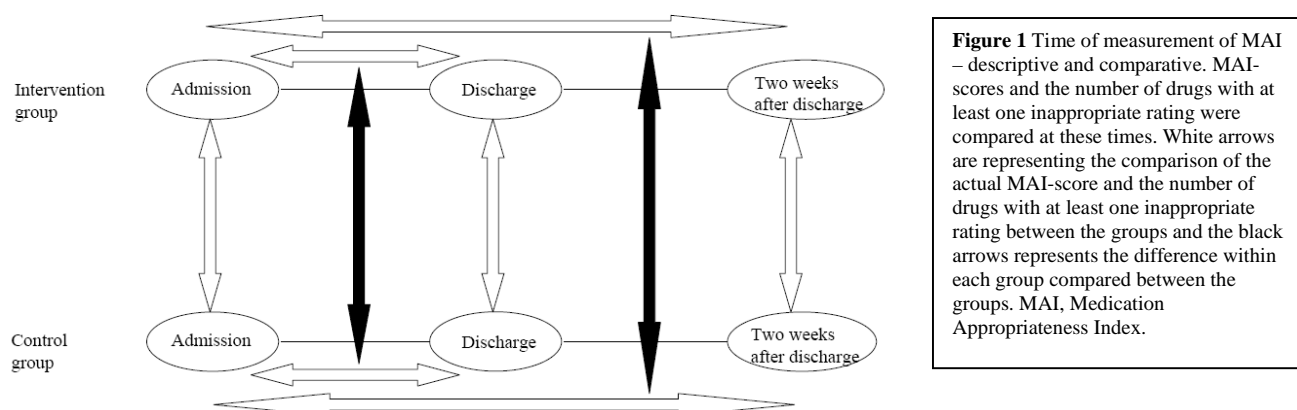 Intervention
group
Admission
Discharge
Two weeks
after discharge
Control
group
Admission
Discharge
Two weeks
after discharge
Figure 1 Time of measurement of MAI
– descriptive and comparative. MAI-
scores and the number of drugs with at
least one inappropriate rating were
compared at these times. White arrows
are representing the comparison of the
actual MAI-score and the number of
drugs with at least one inappropriate
rating between the groups and the black
arrows represents the difference within
each group compared between the
groups. MAI, Medication
Appropriateness Index.